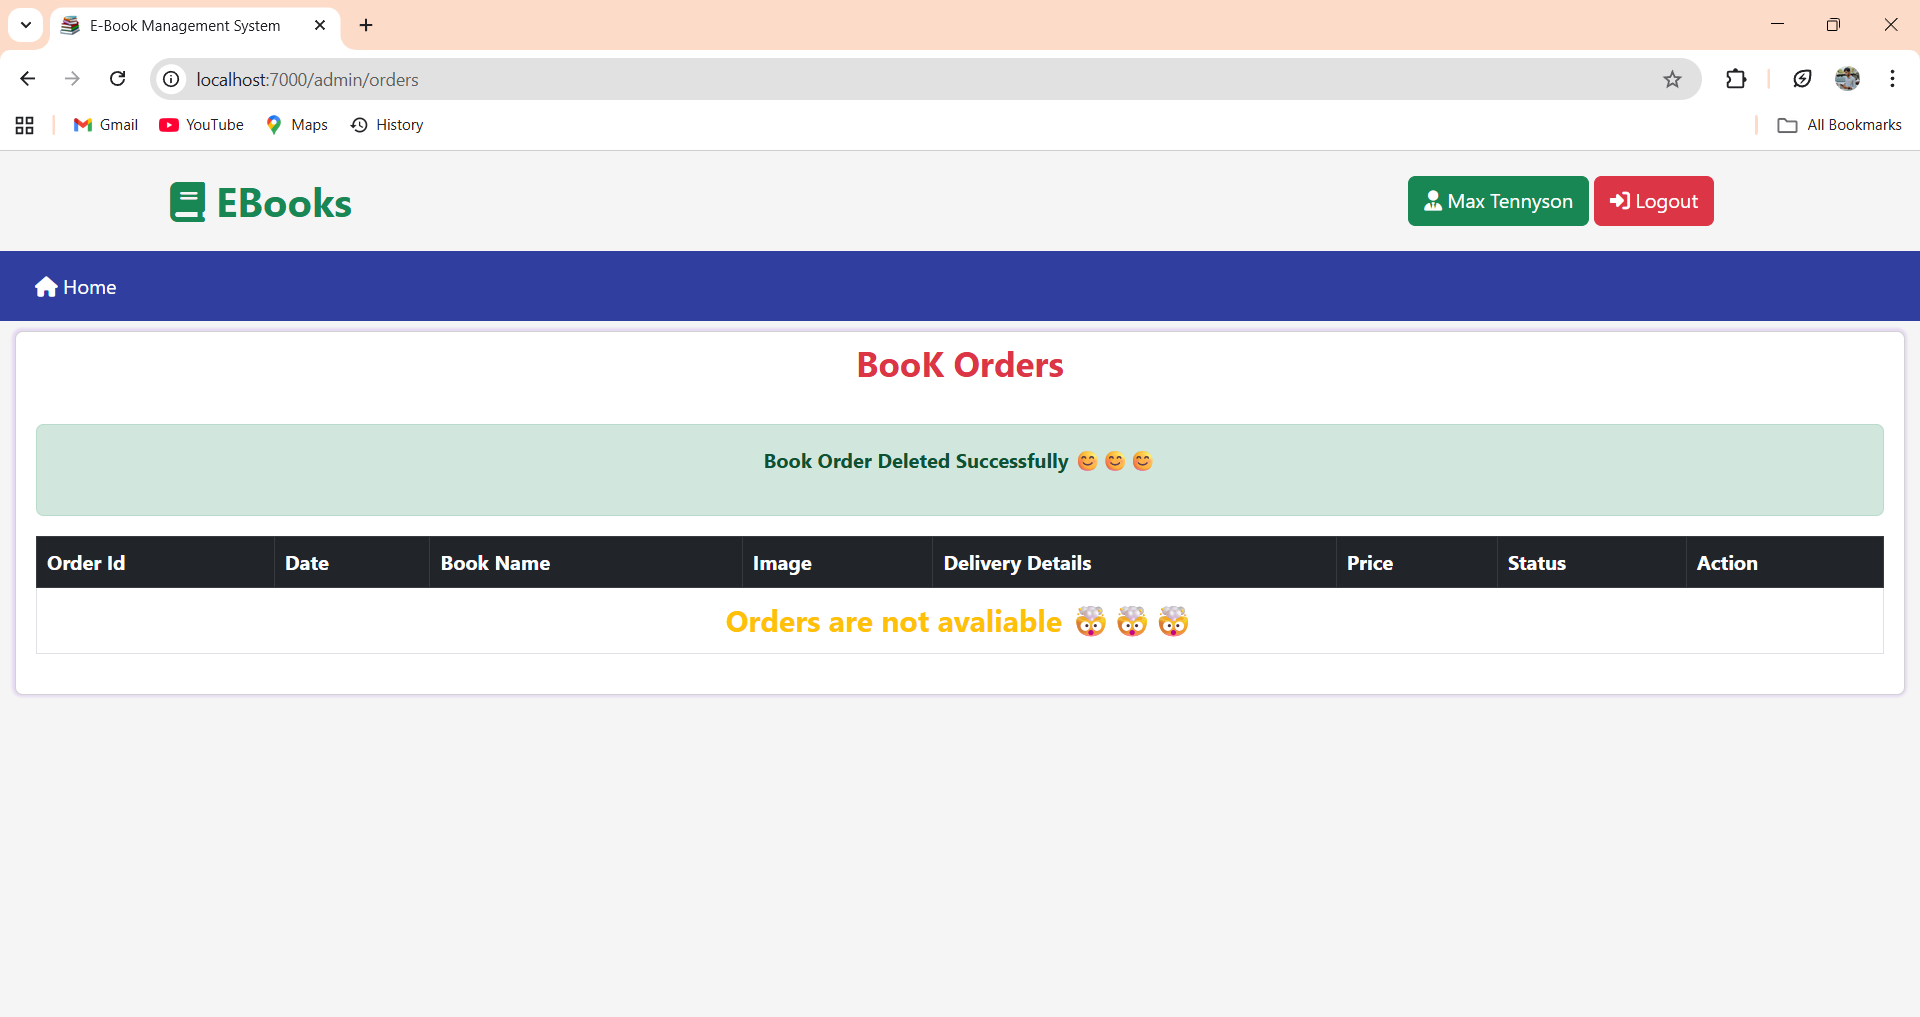 E-Book Management System
localhost:7000/admin/orders
Gmail YouTube Maps History All Bookmarks
EBooks Max Tennyson Logout
Home
BooK Orders
Book Order Deleted Successfully 😊 😊 😊
Order Id Date Book Name Image Delivery Details Price Status Action
Orders are not avaliable 🤯 🤯 🤯